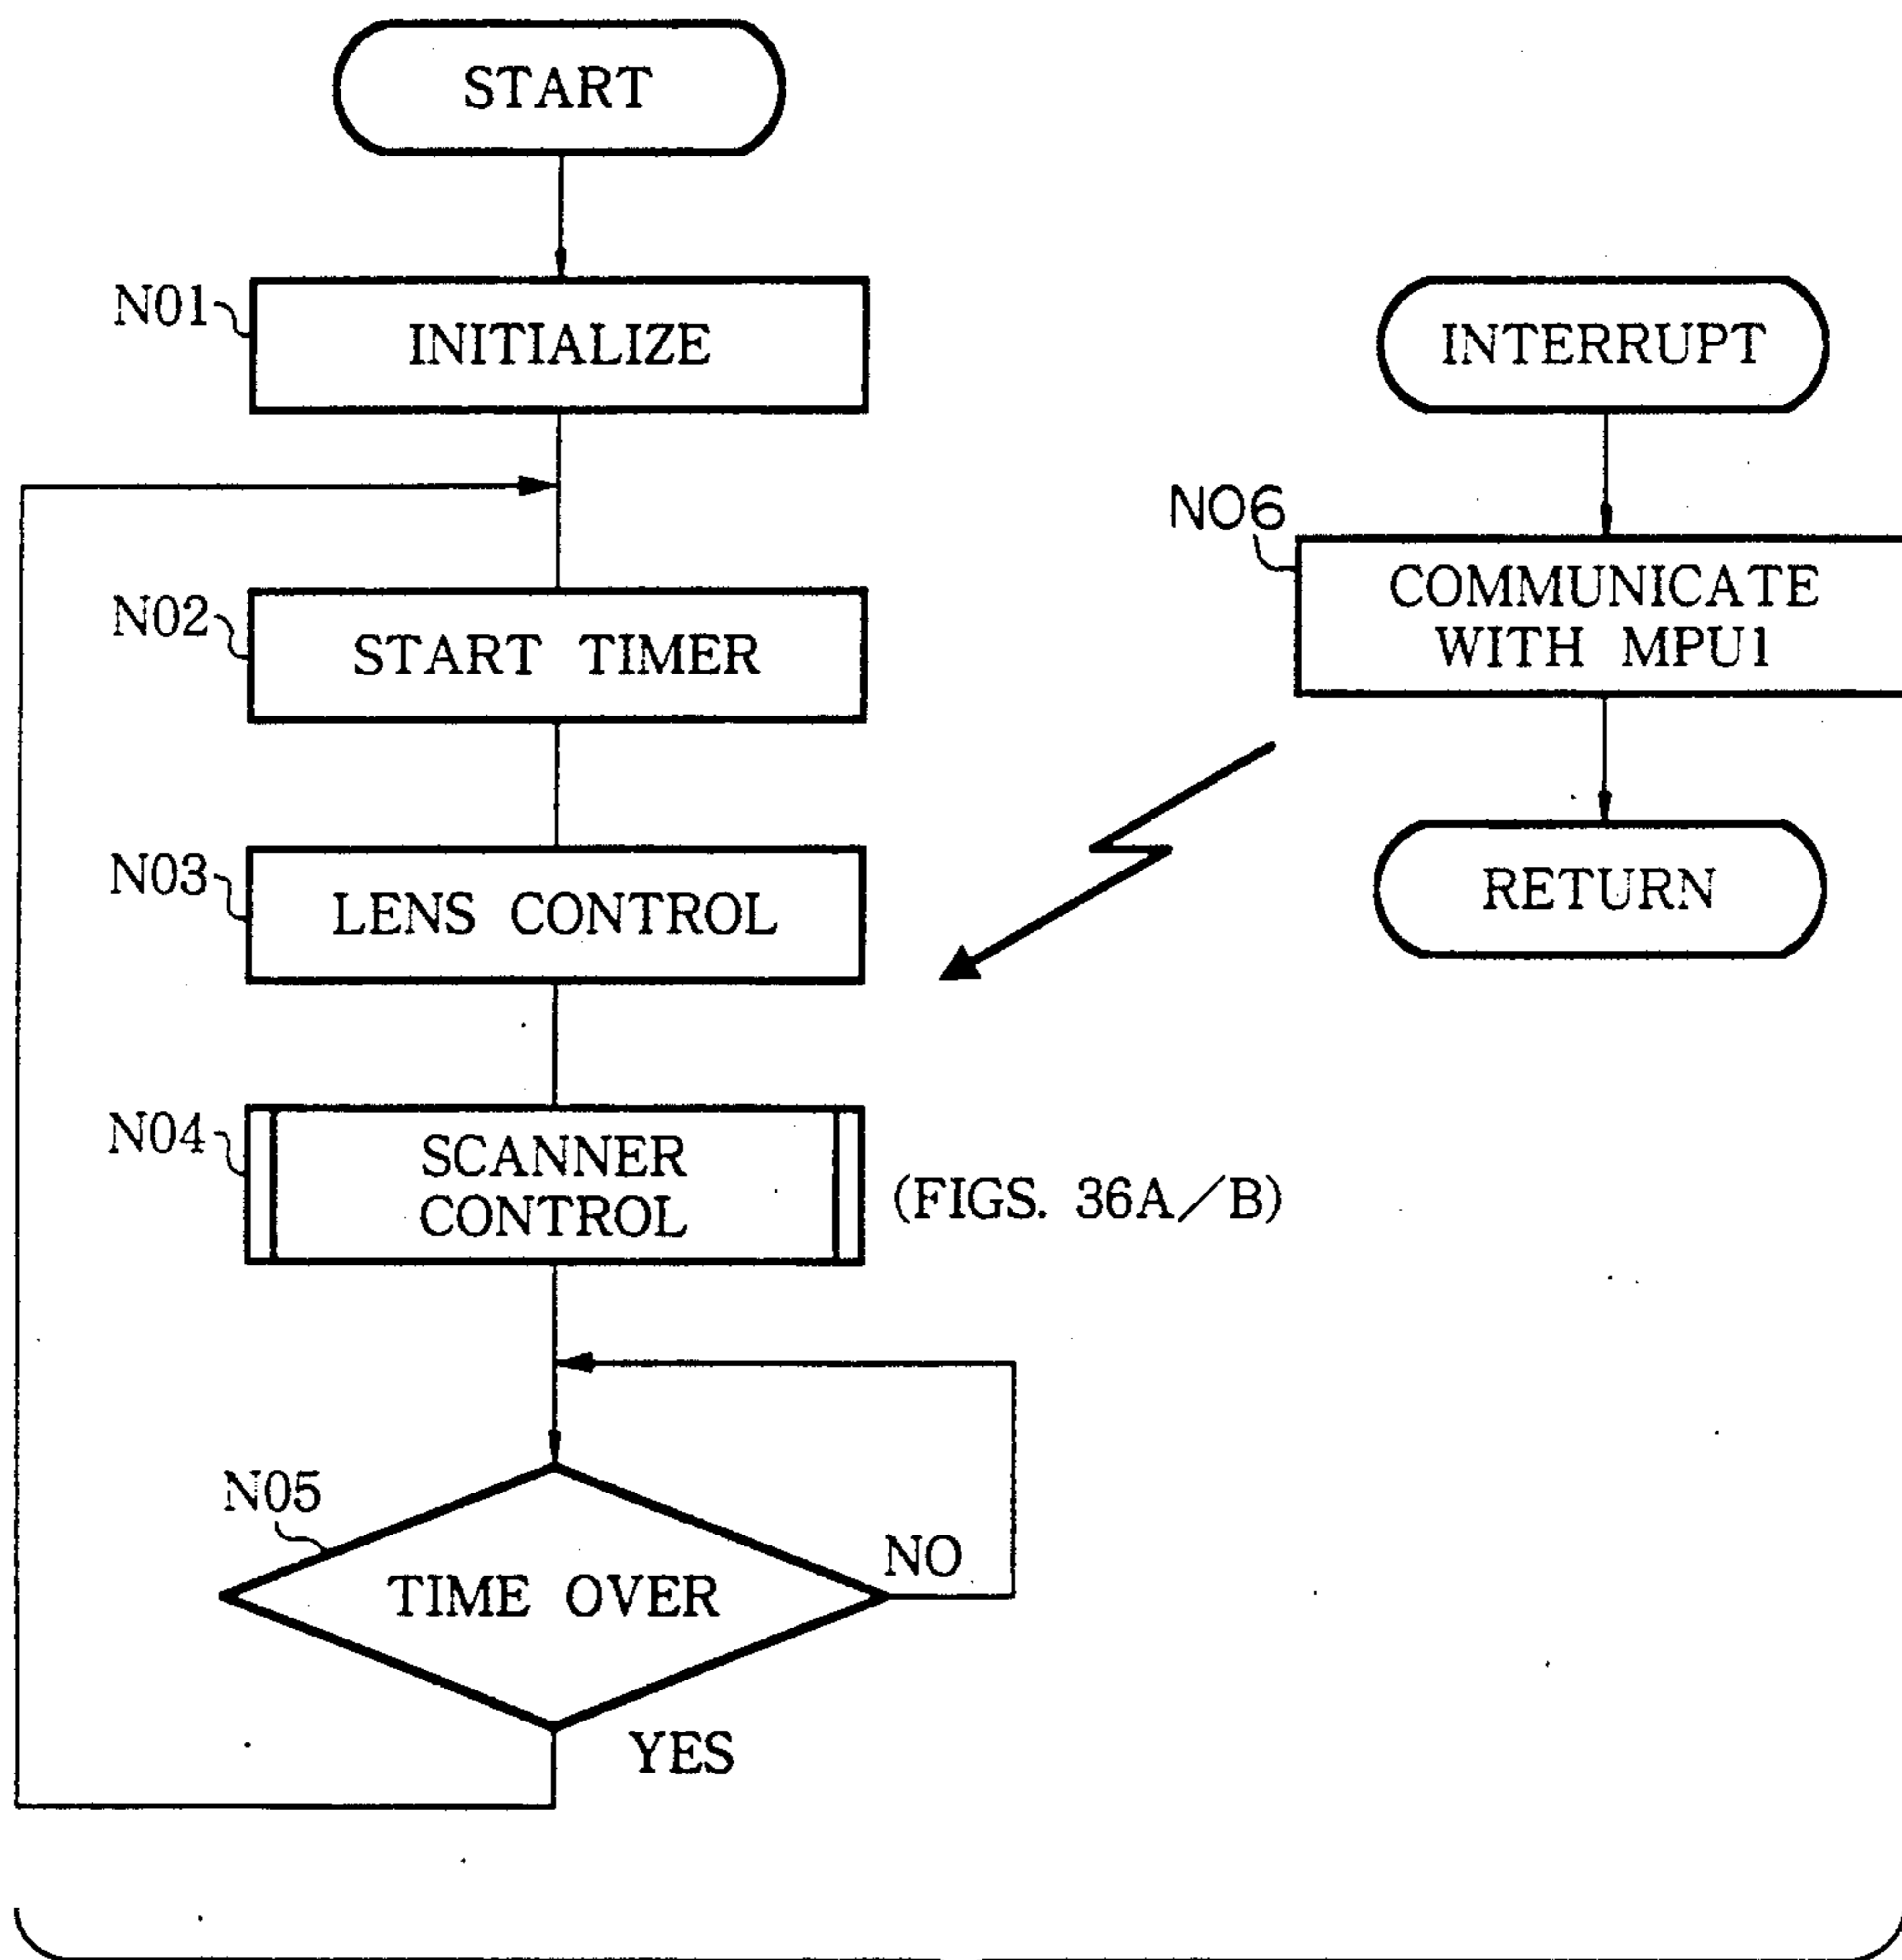 START
N01
INITIALIZE
N02
START TIMER
N03
LENS CONTROL
N04
SCANNER
CONTROL
(FIGS. 36A/B)
N05
TIME OVER
NO
YES
INTERRUPT
N06
COMMUNICATE
WITH MPU1
RETURN